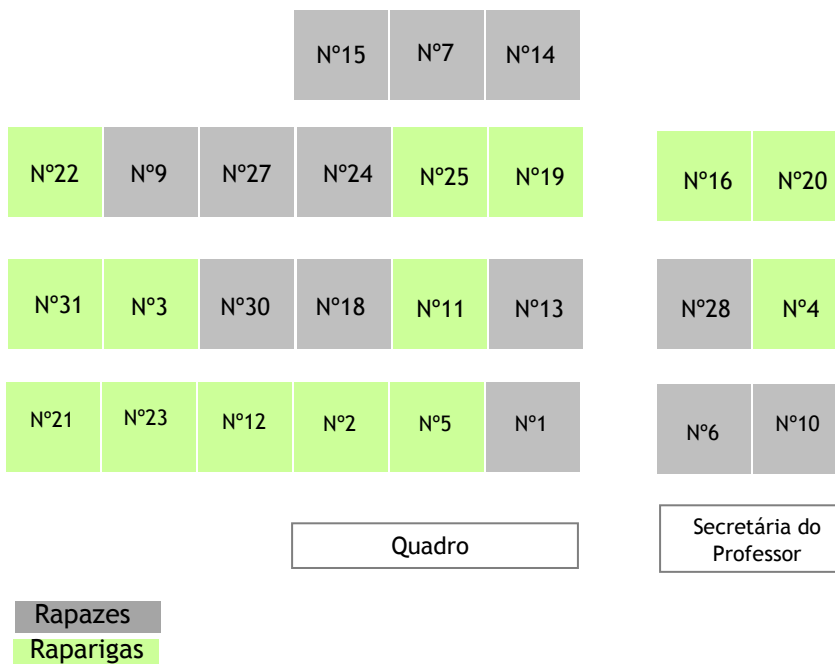 Nº15 Nº7 Nº14
Nº22 Nº9 Nº27 Nº24 Nº25 Nº19 Nº16 Nº20
Nº31 Nº3 Nº30 Nº18 Nº11 Nº13 Nº28 Nº4
Nº21 Nº23 Nº12 Nº2 Nº5 Nº1 Nº6 Nº10
Quadro
Secretária do
Professor
Rapazes
Raparigas